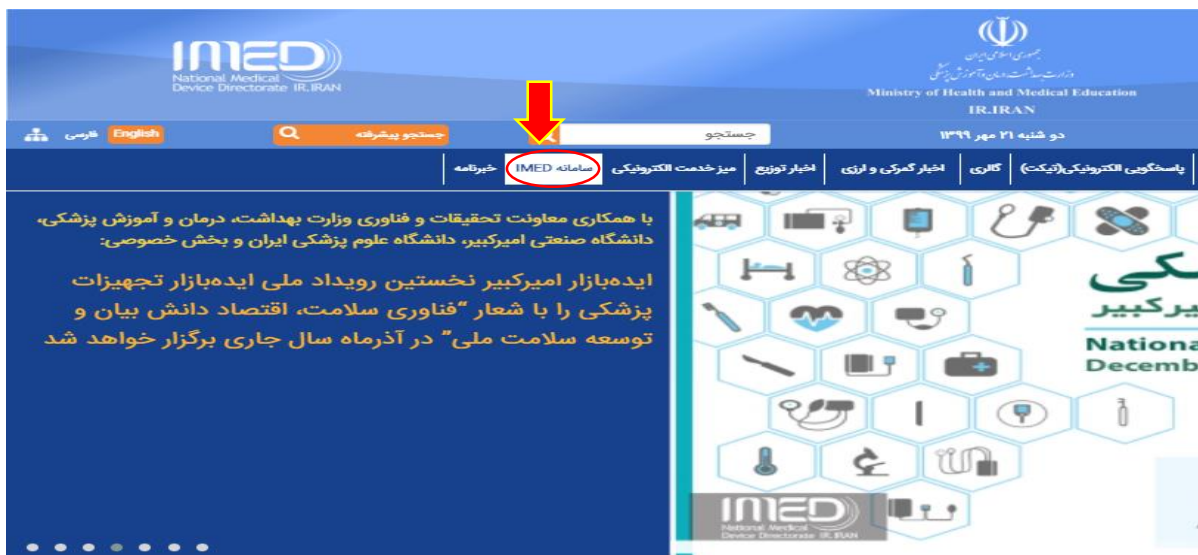 IMED
National Medical
Device Directorate IR.IRAN
جمهوری اسلامی ایران
وزارت بهداشت، درمان و آموزش پزشکی
Ministry of Health and Medical Education
IR.IRAN
دو شنبه ۲۱ مهر ۱۳۹۹
جستجو
جستجو پیشرفته
English
فارسی
پاسخگویی الکترونیکی(تیکت) | گالری | اخبار گمرکی و ارزی | اخبار توزیع | میز خدمت الکترونیکی | سامانه IMED | خبرنامه
با همکاری معاونت تحقیقات و فناوری وزارت بهداشت، درمان و آموزش پزشکی،
دانشگاه صنعتی امیرکبیر، دانشگاه علوم پزشکی ایران و بخش خصوصی:
ایده‌بازار امیرکبیر نخستین رویداد ملی ایده‌بازار تجهیزات
پزشکی را با شعار “فناوری سلامت، اقتصاد دانش بیان و
توسعه سلامت ملی” در آذرماه سال جاری برگزار خواهد شد
IMED
National Medical
Device Directorate IR.IRAN